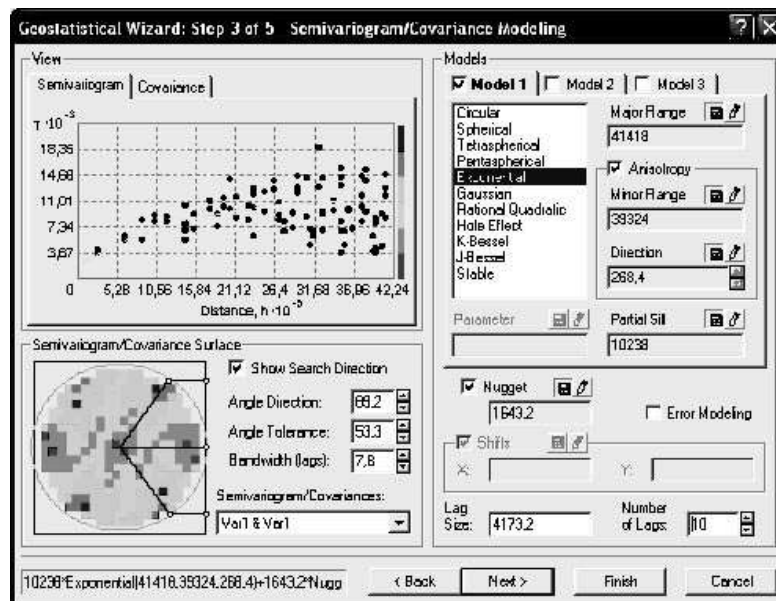 Geostatistical Wizard: Step 3 of 5 Semivariogram/Covariance Modeling
View
Semivariogram
Covariance
γ·10⁻³
18,35
14,68
11,01
7,34
3,67
0 5,28 10,56 15,84 21,12 26,4 31,68 36,96 42,24
Distance, h·10⁻³
Semivariogram/Covariance Surface
Show Search Direction
Angle Direction:
Angle Tolerance: 53.3
Bandwidth (lags): 7,8
Semivariogram/Covariances:
Var1 & Var1
Models
Model 1
Model 2
Model 3
Circular
Spherical
Tetraspherical
Pentaspherical
Exponential
Gaussian
Rational Quadratic
Hole Effect
K-Bessel
J-Bessel
Stable
Major Range
41418
Anisotropy
Minor Range
39324
Direction
268,4
Parameter
Partial Sill
10238
Nugget
1643.2
Error Modeling
Shifts
X:
Y:
Lag Size: 4173.2
Number of Lags: 10
10238*Exponential(41418,39324,268.4)+1643.2*Nugg
< Back
Next >
Finish
Cancel